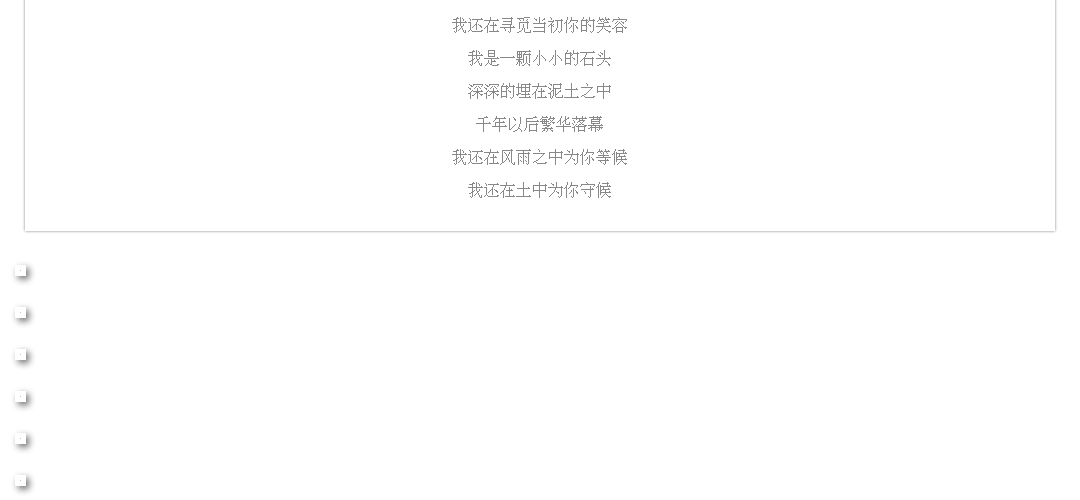 我还在寻觅当初你的笑容
我是一颗小小的石头
深深的埋在泥土之中
千年以后繁华落幕
我还在风雨之中为你等候
我还在土中为你守候